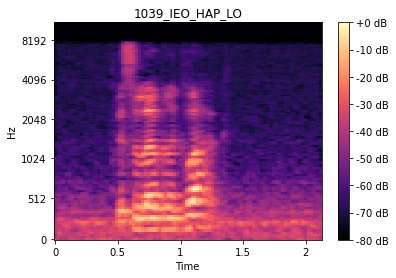 1039_IEO_HAP_LO
+0 dB
8192
-10 dB
4096
-20 dB
-30 dB
2048
Hz
-40 dB
1024
-50 dB
512
-60 dB
-70 dB
0
-80 dB
0
0.5
1
1.5
2
Time